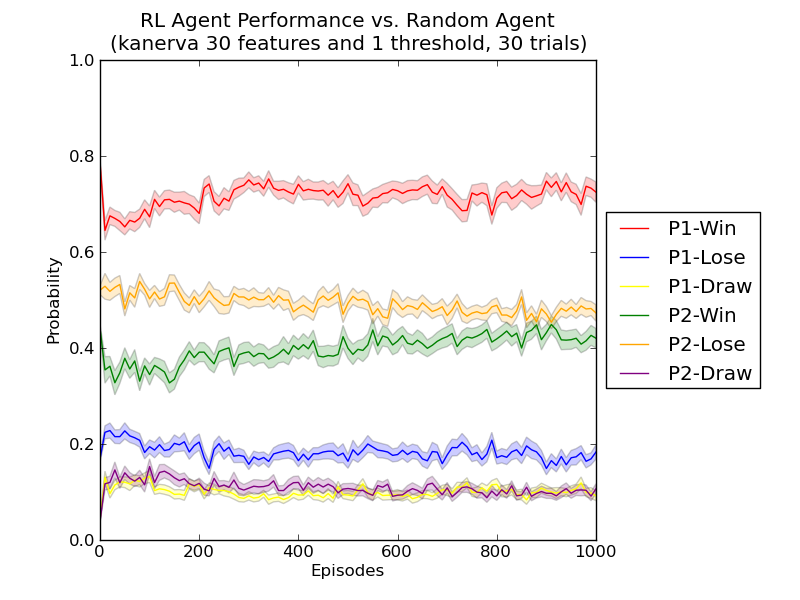 RL Agent Performance vs. Random Agent
(kanerva 30 features and 1 threshold, 30 trials)
1.0
0.8
0.6
0.4
0.2
0.0
Probability
0
200
400
600
800
1000
Episodes
P1-Win
P1-Lose
P1-Draw
P2-Win
P2-Lose
P2-Draw